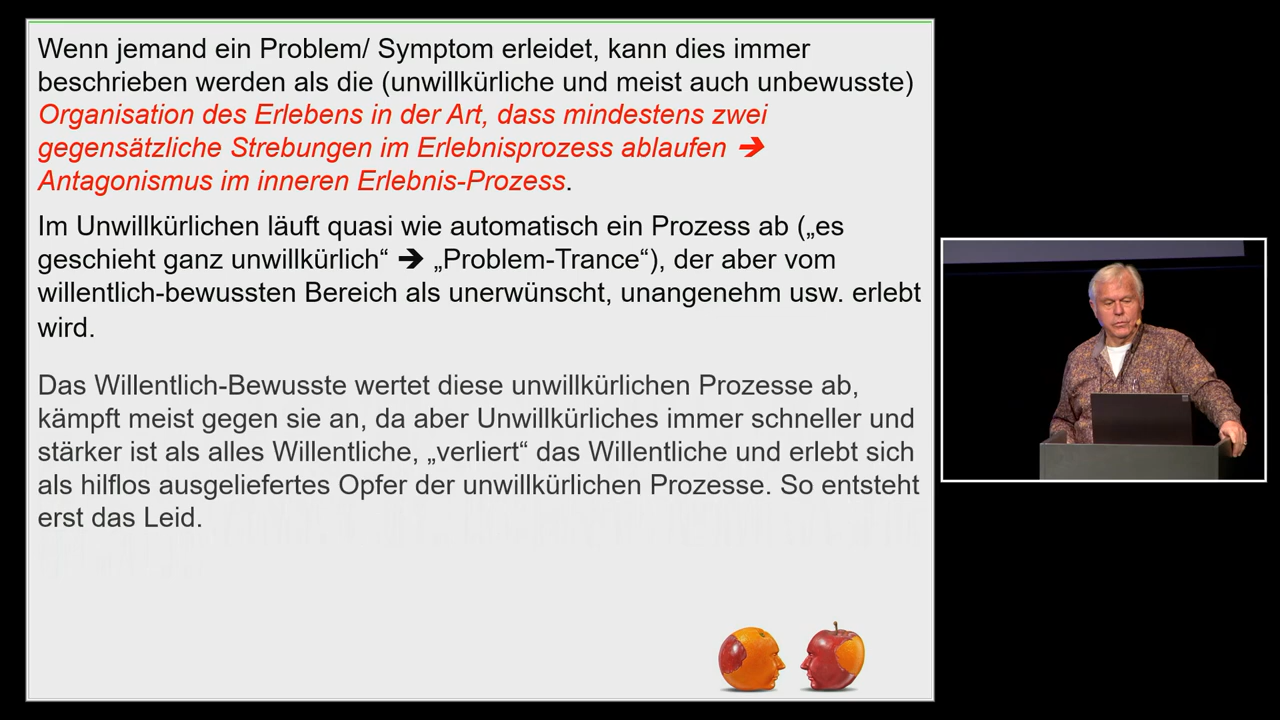 Wenn jemand ein Problem/ Symptom erleidet, kann dies immer
beschrieben werden als die (unwillkürliche und meist auch unbewusste)
Organisation des Erlebens in der Art, dass mindestens zwei
gegensätzliche Strebungen im Erlebnisprozess ablaufen ➔
Antagonismus im inneren Erlebnis-Prozess.
Im Unwillkürlichen läuft quasi wie automatisch ein Prozess ab („es
geschieht ganz unwillkürlich“ ➔ „Problem-Trance“), der aber vom
willentlich-bewussten Bereich als unerwünscht, unangenehm usw. erlebt
wird.
Das Willentlich-Bewusste wertet diese unwillkürlichen Prozesse ab,
kämpft meist gegen sie an, da aber Unwillkürliches immer schneller und
stärker ist als alles Willentliche, „verliert“ das Willentliche und erlebt sich
als hilflos ausgeliefertes Opfer der unwillkürlichen Prozesse. So entsteht
erst das Leid.